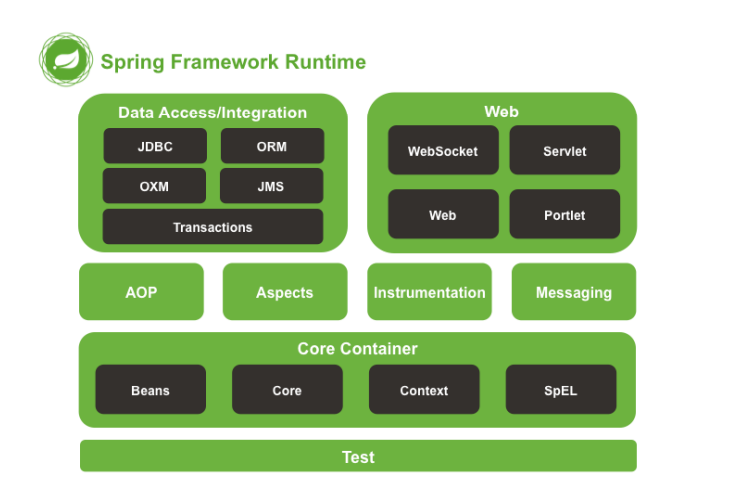 Spring Framework Runtime
Data Access/Integration
JDBC
ORM
OXM
JMS
Transactions
Web
WebSocket
Servlet
Web
Portlet
AOP
Aspects
Instrumentation
Messaging
Core Container
Beans
Core
Context
SpEL
Test